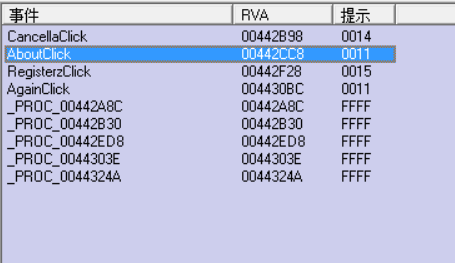 事件 RVA 提示
CancellaClick 00442B98 0014
AboutClick 00442CC8 0011
RegisterzClick 00442F28 0015
AgainClick 004430BC 0011
_PROC_00442A8C 00442A8C FFFF
_PROC_00442B30 00442B30 FFFF
_PROC_00442ED8 00442ED8 FFFF
_PROC_0044303E 0044303E FFFF
_PROC_0044324A 0044324A FFFF